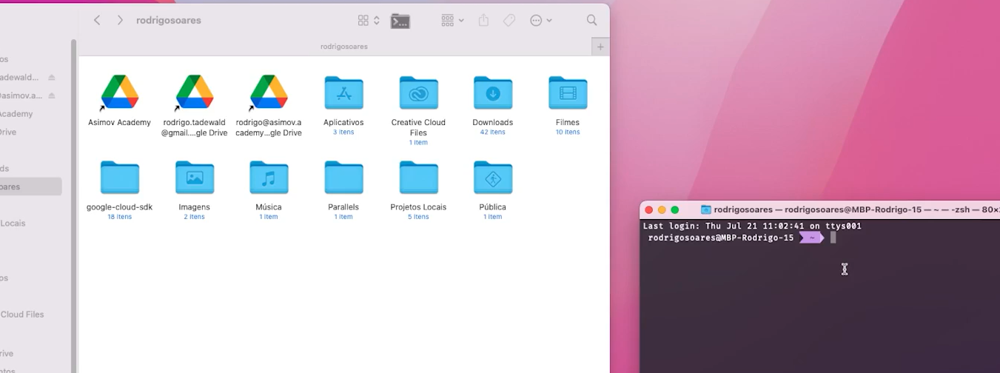 rodrigosoares
rodrigosoares
os
adewald...
@asimov.a...
Academy
Drive
ds
oares
Locais
os
Cloud Files
rive
ntos
Asimov Academy
rodrigo.tadewald
@gmail....gle Drive
rodrigo@asimov.a
cademy...gle Drive
Aplicativos
3 itens
Creative Cloud
Files
1 item
Downloads
42 itens
Filmes
10 itens
google-cloud-sdk
18 itens
Imagens
2 itens
Música
1 item
Parallels
1 item
Projetos Locais
5 itens
Pública
1 item
rodrigosoares — rodrigosoares@MBP-Rodrigo-15 — ~ — -zsh — 80×
Last login: Thu Jul 21 11:02:41 on ttys001
rodrigosoares@MBP-Rodrigo-15 ~